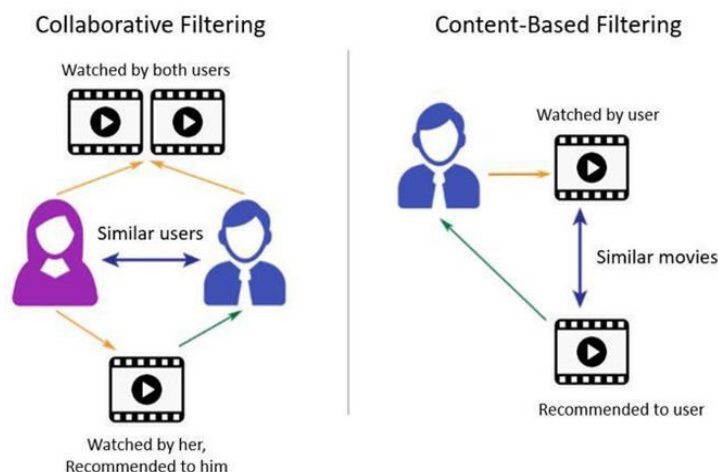 Collaborative Filtering
Watched by both users
Similar users
Watched by her,
Recommended to him
Content-Based Filtering
Watched by user
Similar movies
Recommended to user